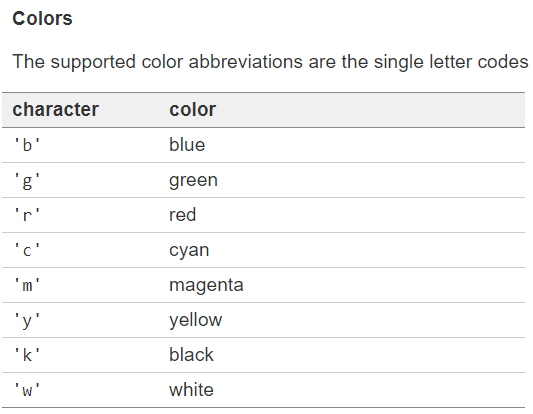 Colors
The supported color abbreviations are the single letter codes
character color
'b' blue
'g' green
'r' red
'c' cyan
'm' magenta
'y' yellow
'k' black
'w' white